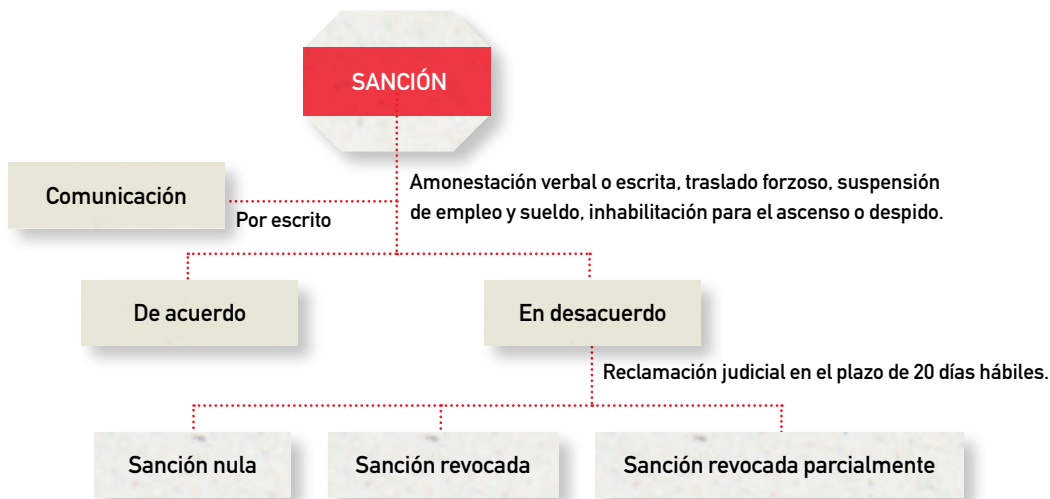 SANCIÓN
Comunicación
Por escrito
Amonestación verbal o escrita, traslado forzoso, suspensión
de empleo y sueldo, inhabilitación para el ascenso o despido.
De acuerdo
En desacuerdo
Reclamación judicial en el plazo de 20 días hábiles.
Sanción nula
Sanción revocada
Sanción revocada parcialmente